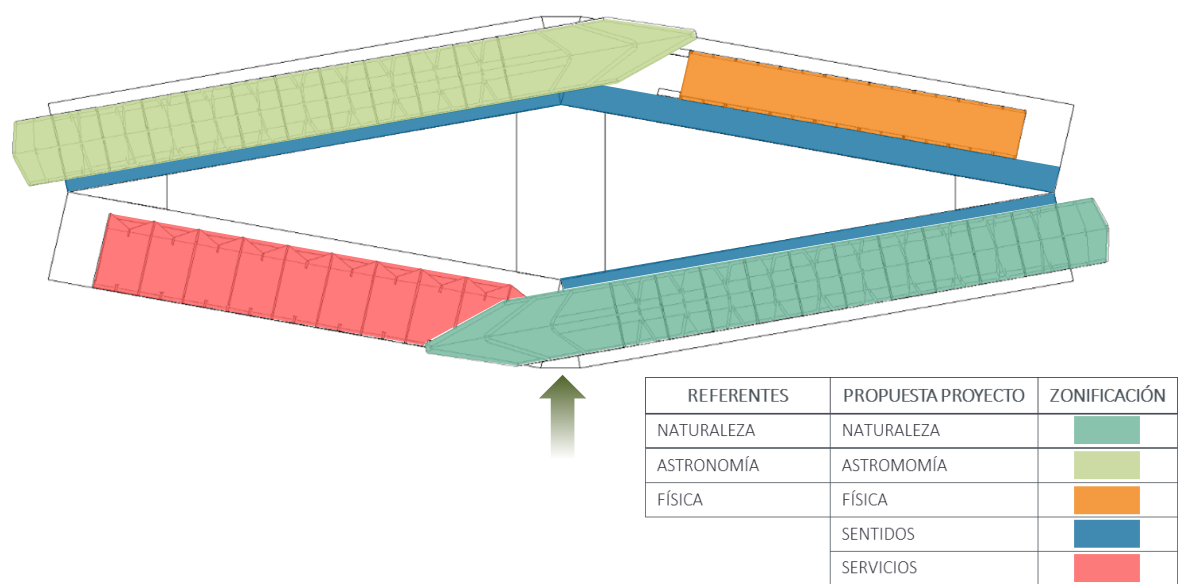 REFERENTES PROPUESTA PROYECTO ZONIFICACIÓN
NATURALEZA NATURALEZA
ASTRONOMÍA ASTROMOMÍA
FÍSICA FÍSICA
SENTIDOS
SERVICIOS